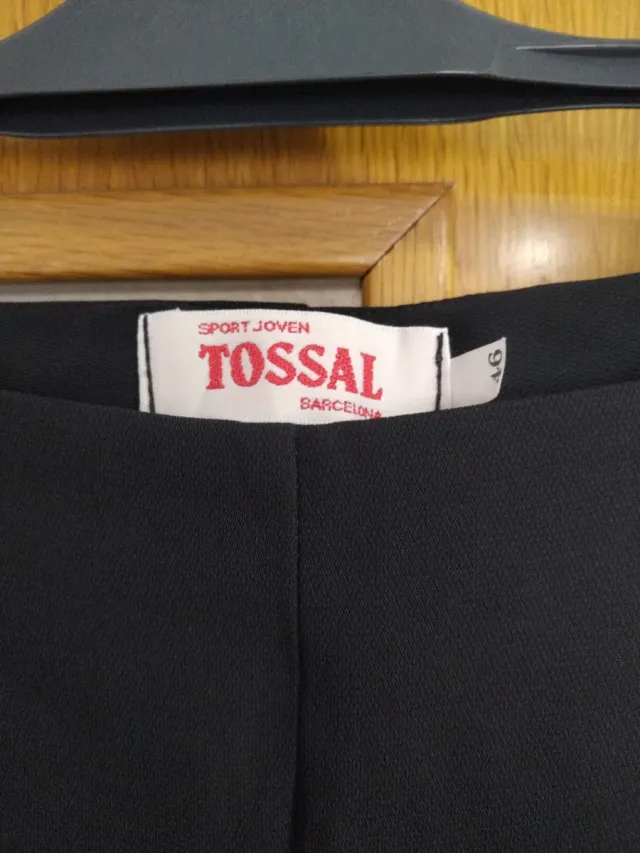 SPORT JOVEN
TOSSAL
BARCELONA
46